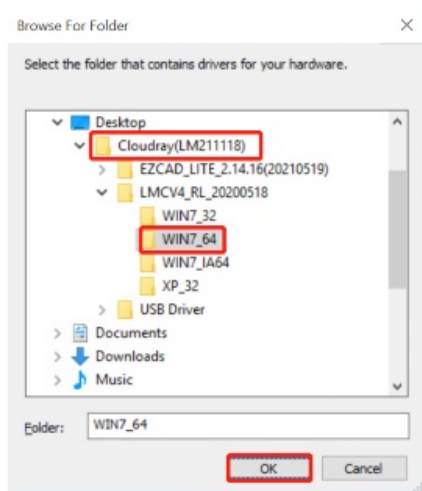 Browse For Folder
Select the folder that contains drivers for your hardware.
Desktop
Cloudray(LM211118)
EZCAD_LITE_2.14.16(20210519)
LMCV4_RL_20200518
WIN7_32
WIN7_64
WIN7_IA64
XP_32
USB Driver
Documents
Downloads
Music
Folder: WIN7_64
OK Cancel